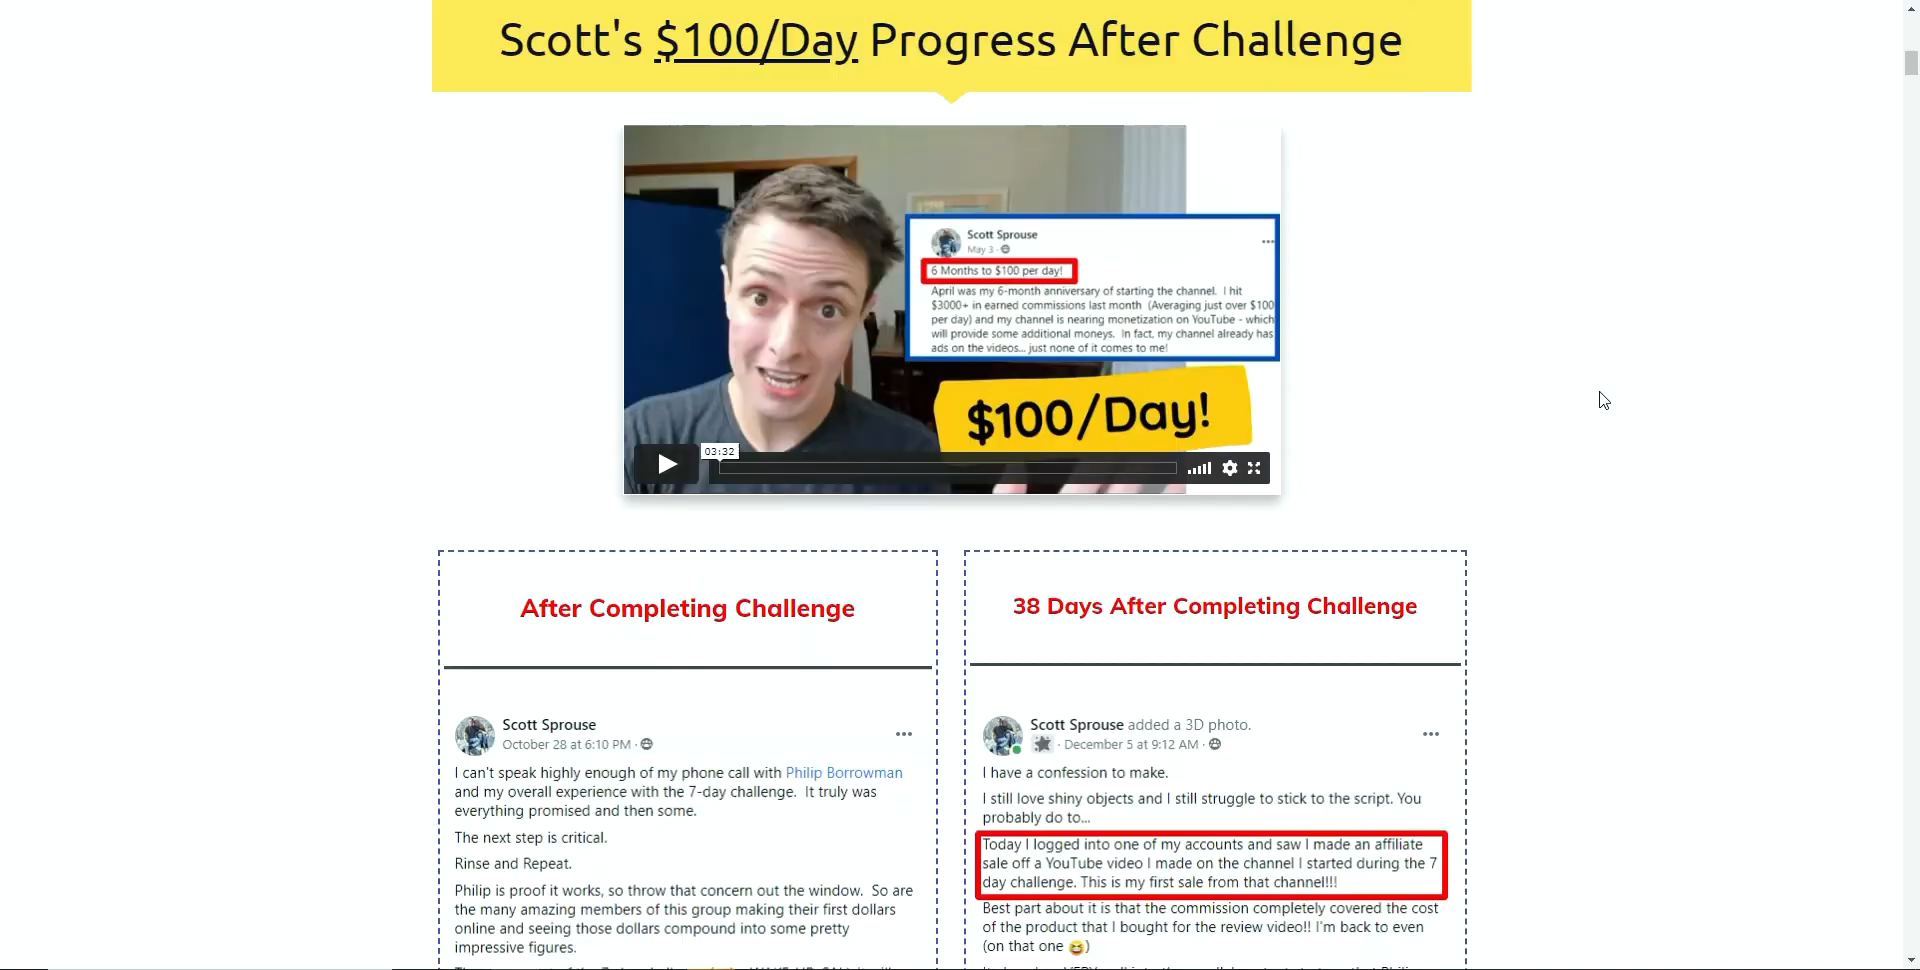 Scott's $100/Day Progress After Challenge
Scott Sprouse
May 3 ·
6 Months to $100 per day!
April was my 6-month anniversary of starting the channel. I hit
$3000+ in earned commissions last month (Averaging just over $100
per day) and my channel is nearing monetization on YouTube - which
will provide some additional moneys. In fact, my channel already has
ads on the videos... just none of it comes to me!
$100/Day!
03:32
After Completing Challenge
Scott Sprouse
October 28 at 6:10 PM ·
I can't speak highly enough of my phone call with Philip Borrowman
and my overall experience with the 7-day challenge. It truly was
everything promised and then some.
The next step is critical.
Rinse and Repeat.
Philip is proof it works, so throw that concern out the window. So are
the many amazing members of this group making their first dollars
online and seeing those dollars compound into some pretty
impressive figures.
38 Days After Completing Challenge
Scott Sprouse added a 3D photo.
· December 5 at 9:12 AM ·
I have a confession to make.
I still love shiny objects and I still struggle to stick to the script. You
probably do to...
Today I logged into one of my accounts and saw I made an affiliate
sale off a YouTube video I made on the channel I started during the 7
day challenge. This is my first sale from that channel!!!
Best part about it is that the commission completely covered the cost
of the product that I bought for the review video!! I'm back to even
(on that one 😆)